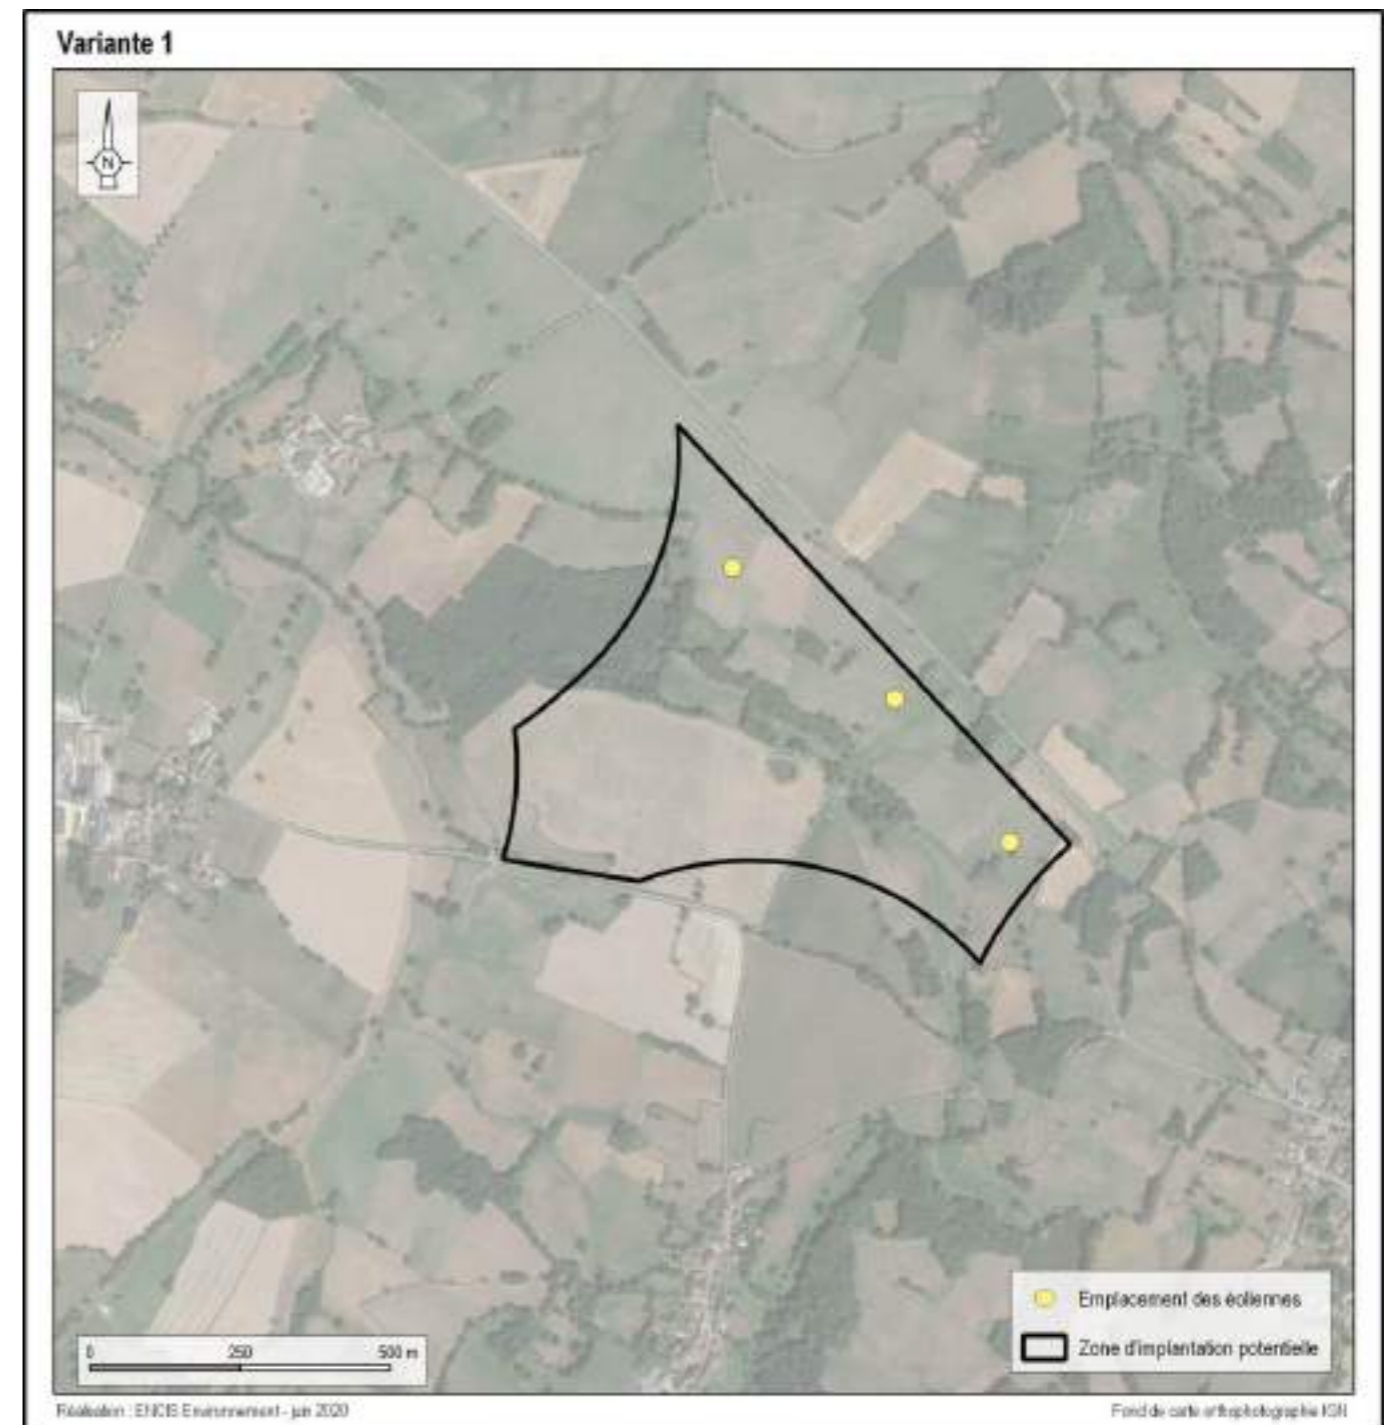 Variante 1
N
0 250 500 m
Emplacement des éoliennes
Zone d'implantation potentielle
Réalisation : ENCIS Environnement - juin 2020
Fond de carte orthophotographie IGN